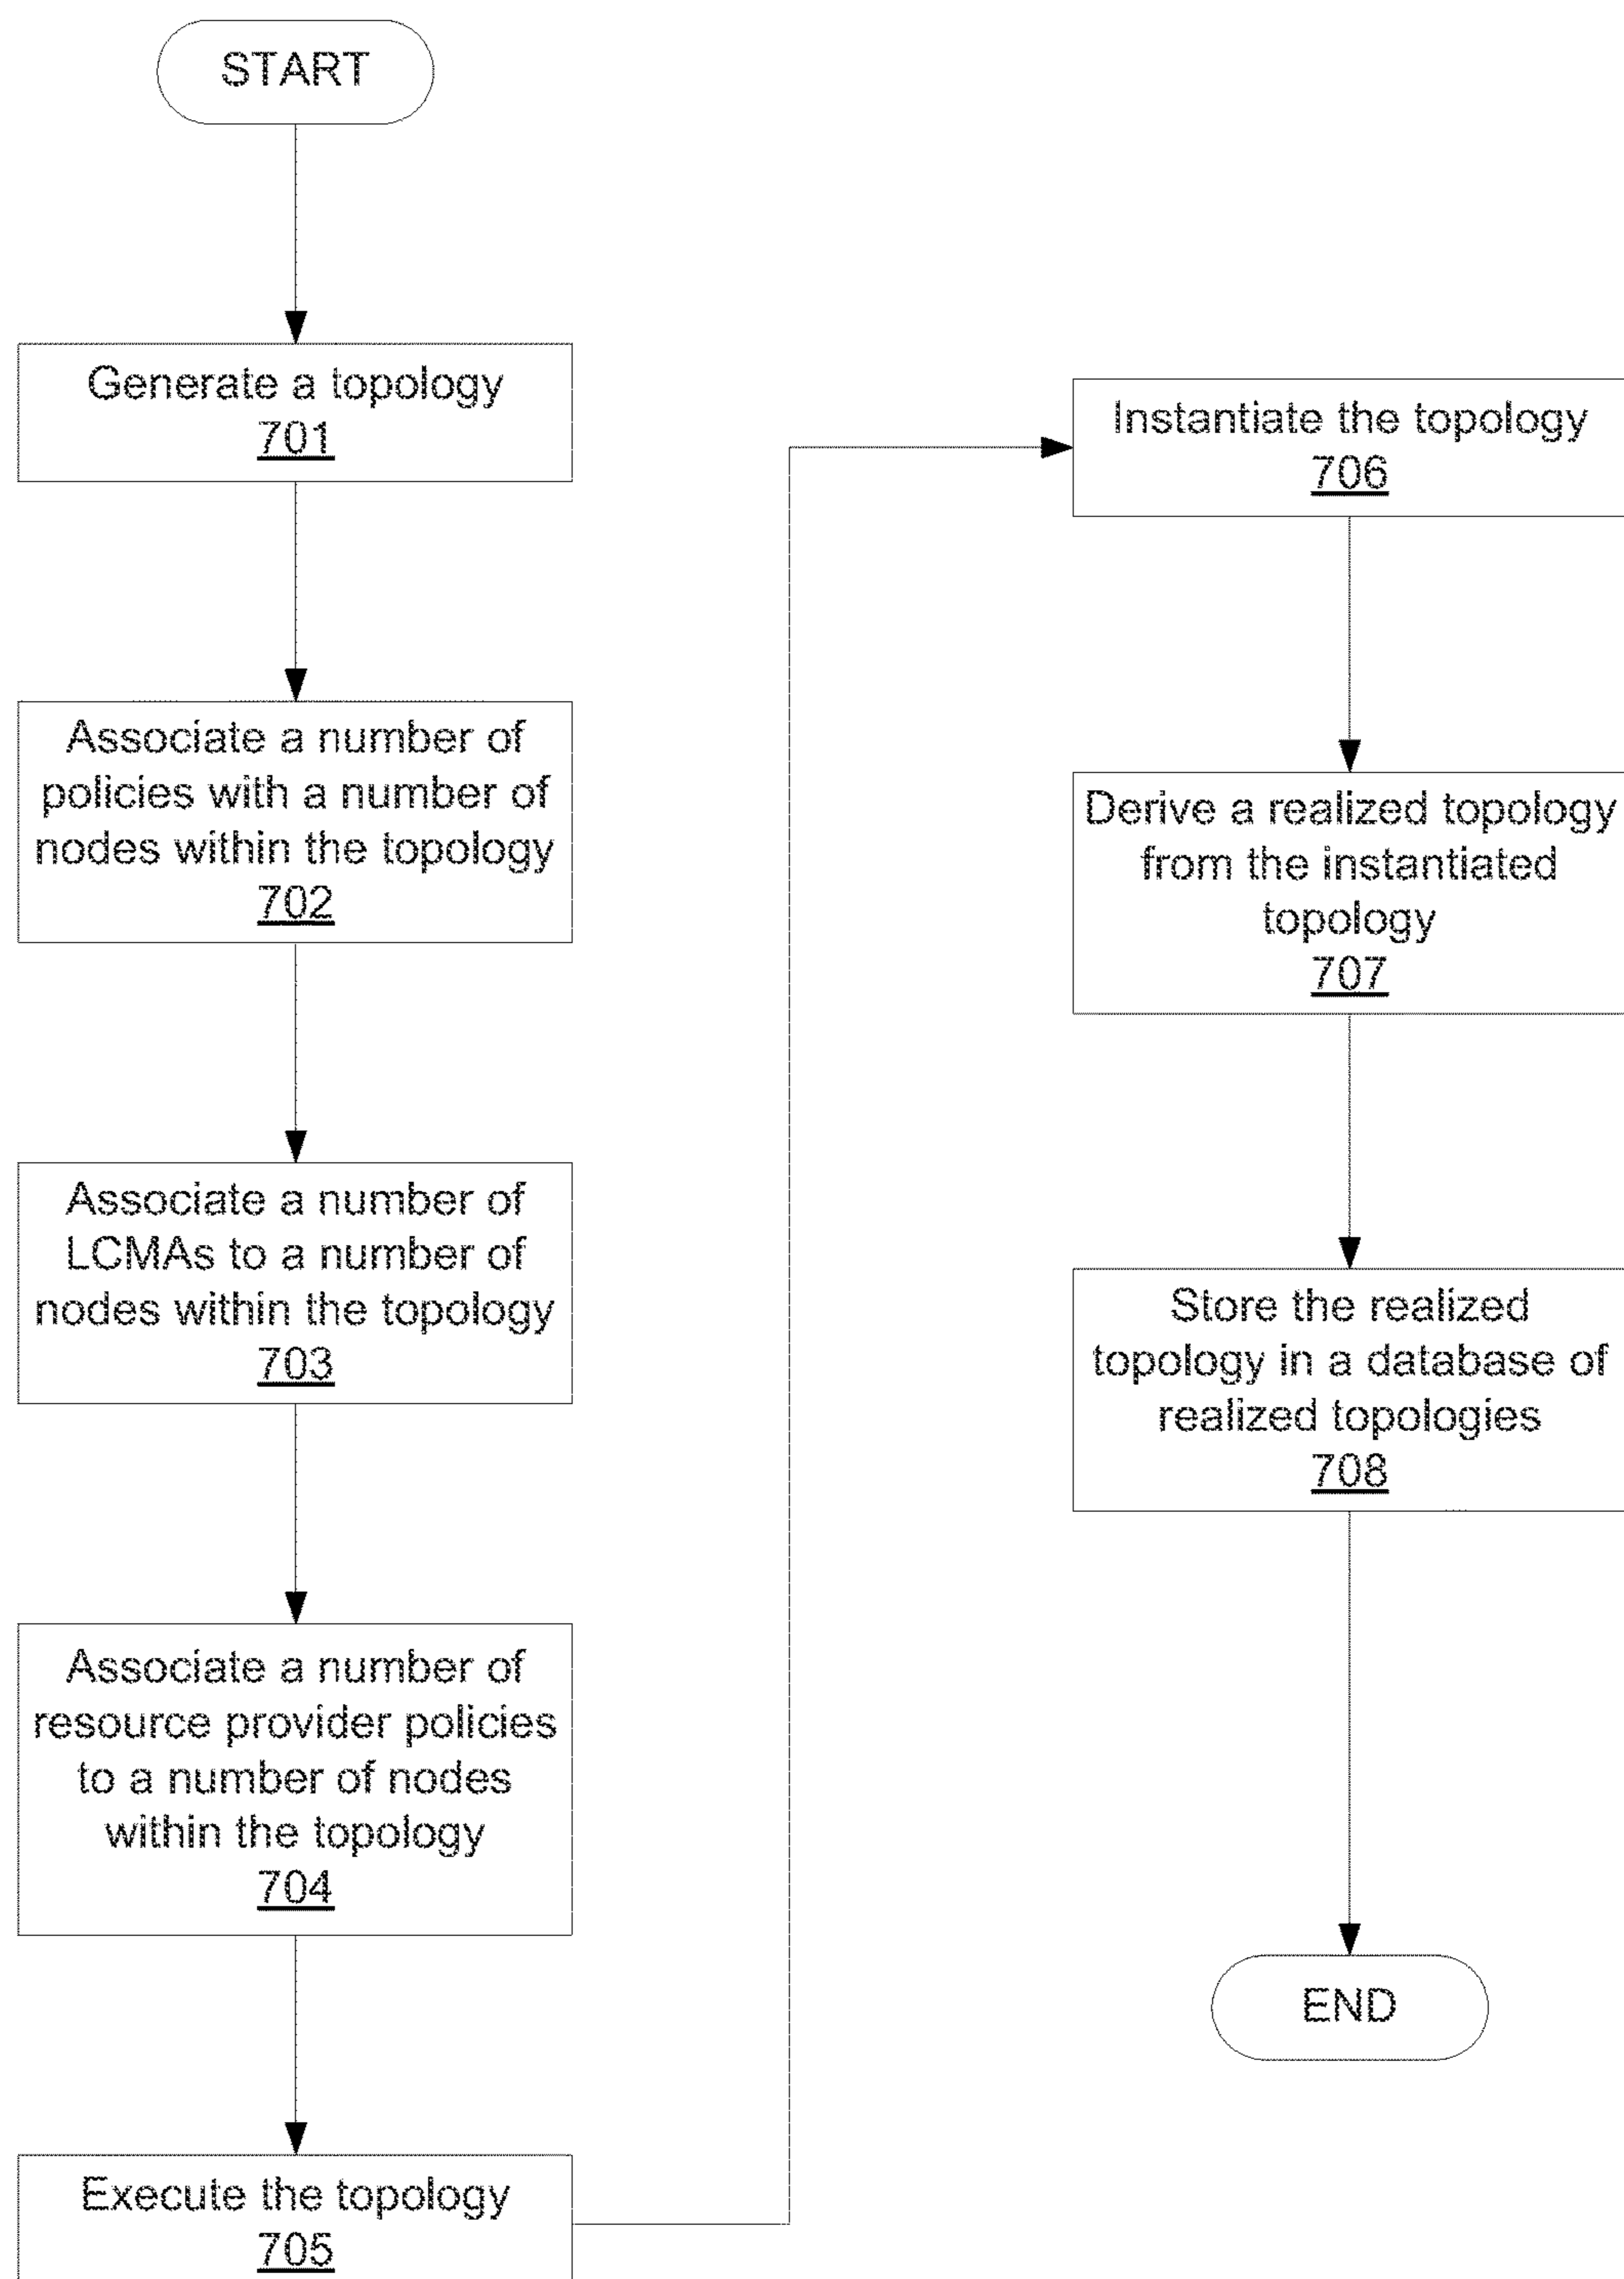 START
Generate a topology
701
Associate a number of
policies with a number of
nodes within the topology
702
Associate a number of
LCMAs to a number of
nodes within the topology
703
Associate a number of
resource provider policies
to a number of nodes
within the topology
704
Execute the topology
705
Instantiate the topology
706
Derive a realized topology
from the instantiated
topology
707
Store the realized
topology in a database of
realized topologies
708
END